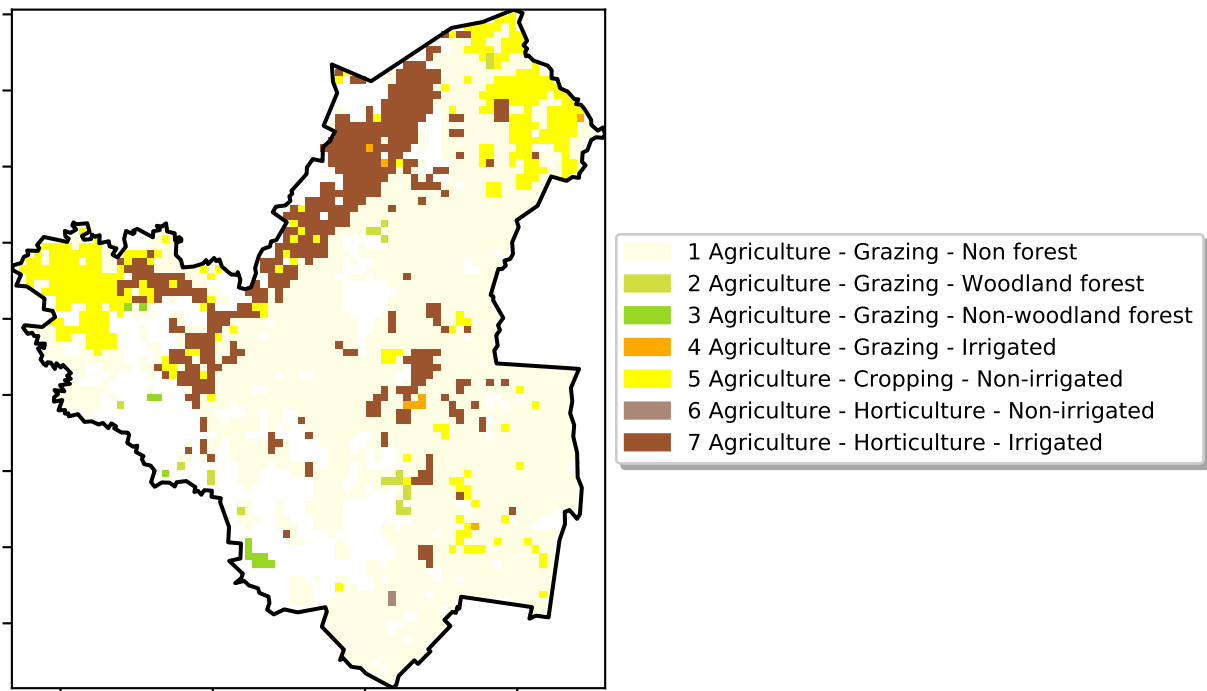 1 Agriculture - Grazing - Non forest
2 Agriculture - Grazing - Woodland forest
3 Agriculture - Grazing - Non-woodland forest
4 Agriculture - Grazing - Irrigated
5 Agriculture - Cropping - Non-irrigated
6 Agriculture - Horticulture - Non-irrigated
7 Agriculture - Horticulture - Irrigated